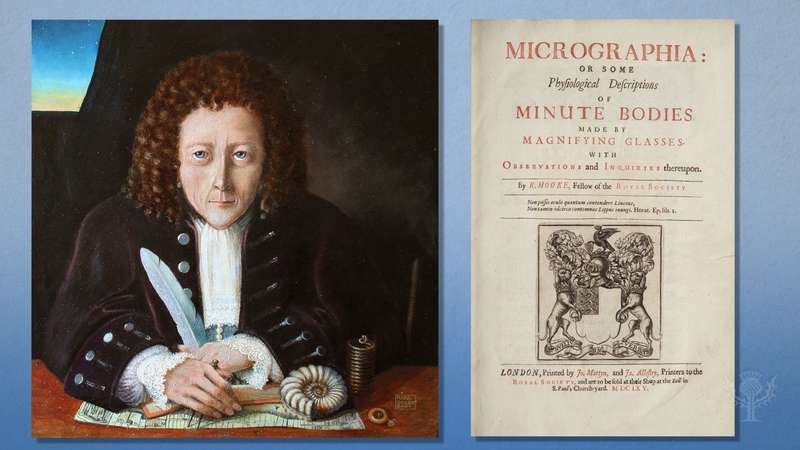 MICROGRAPHIA:
OR SOME
Phyſiological Deſcriptions
OF
MINUTE BODIES
MADE BY
MAGNIFYING GLASSES.
WITH
OBSERVATIONS and INQUIRIES thereupon.
By R. HOOKE, Fellow of the ROYAL SOCIETY.
Non poſſis oculo quantum contendere Linceus,
Non tamen idcirco contemnas Lippus inungi. Horat. Ep. lib. 1.
LONDON, Printed by Jo. Martyn, and Ja. Alleſtry, Printers to the
ROYAL SOCIETY, and are to be ſold at their Shop at the Bell in
S. Paul's Church-yard. M DC LX V.